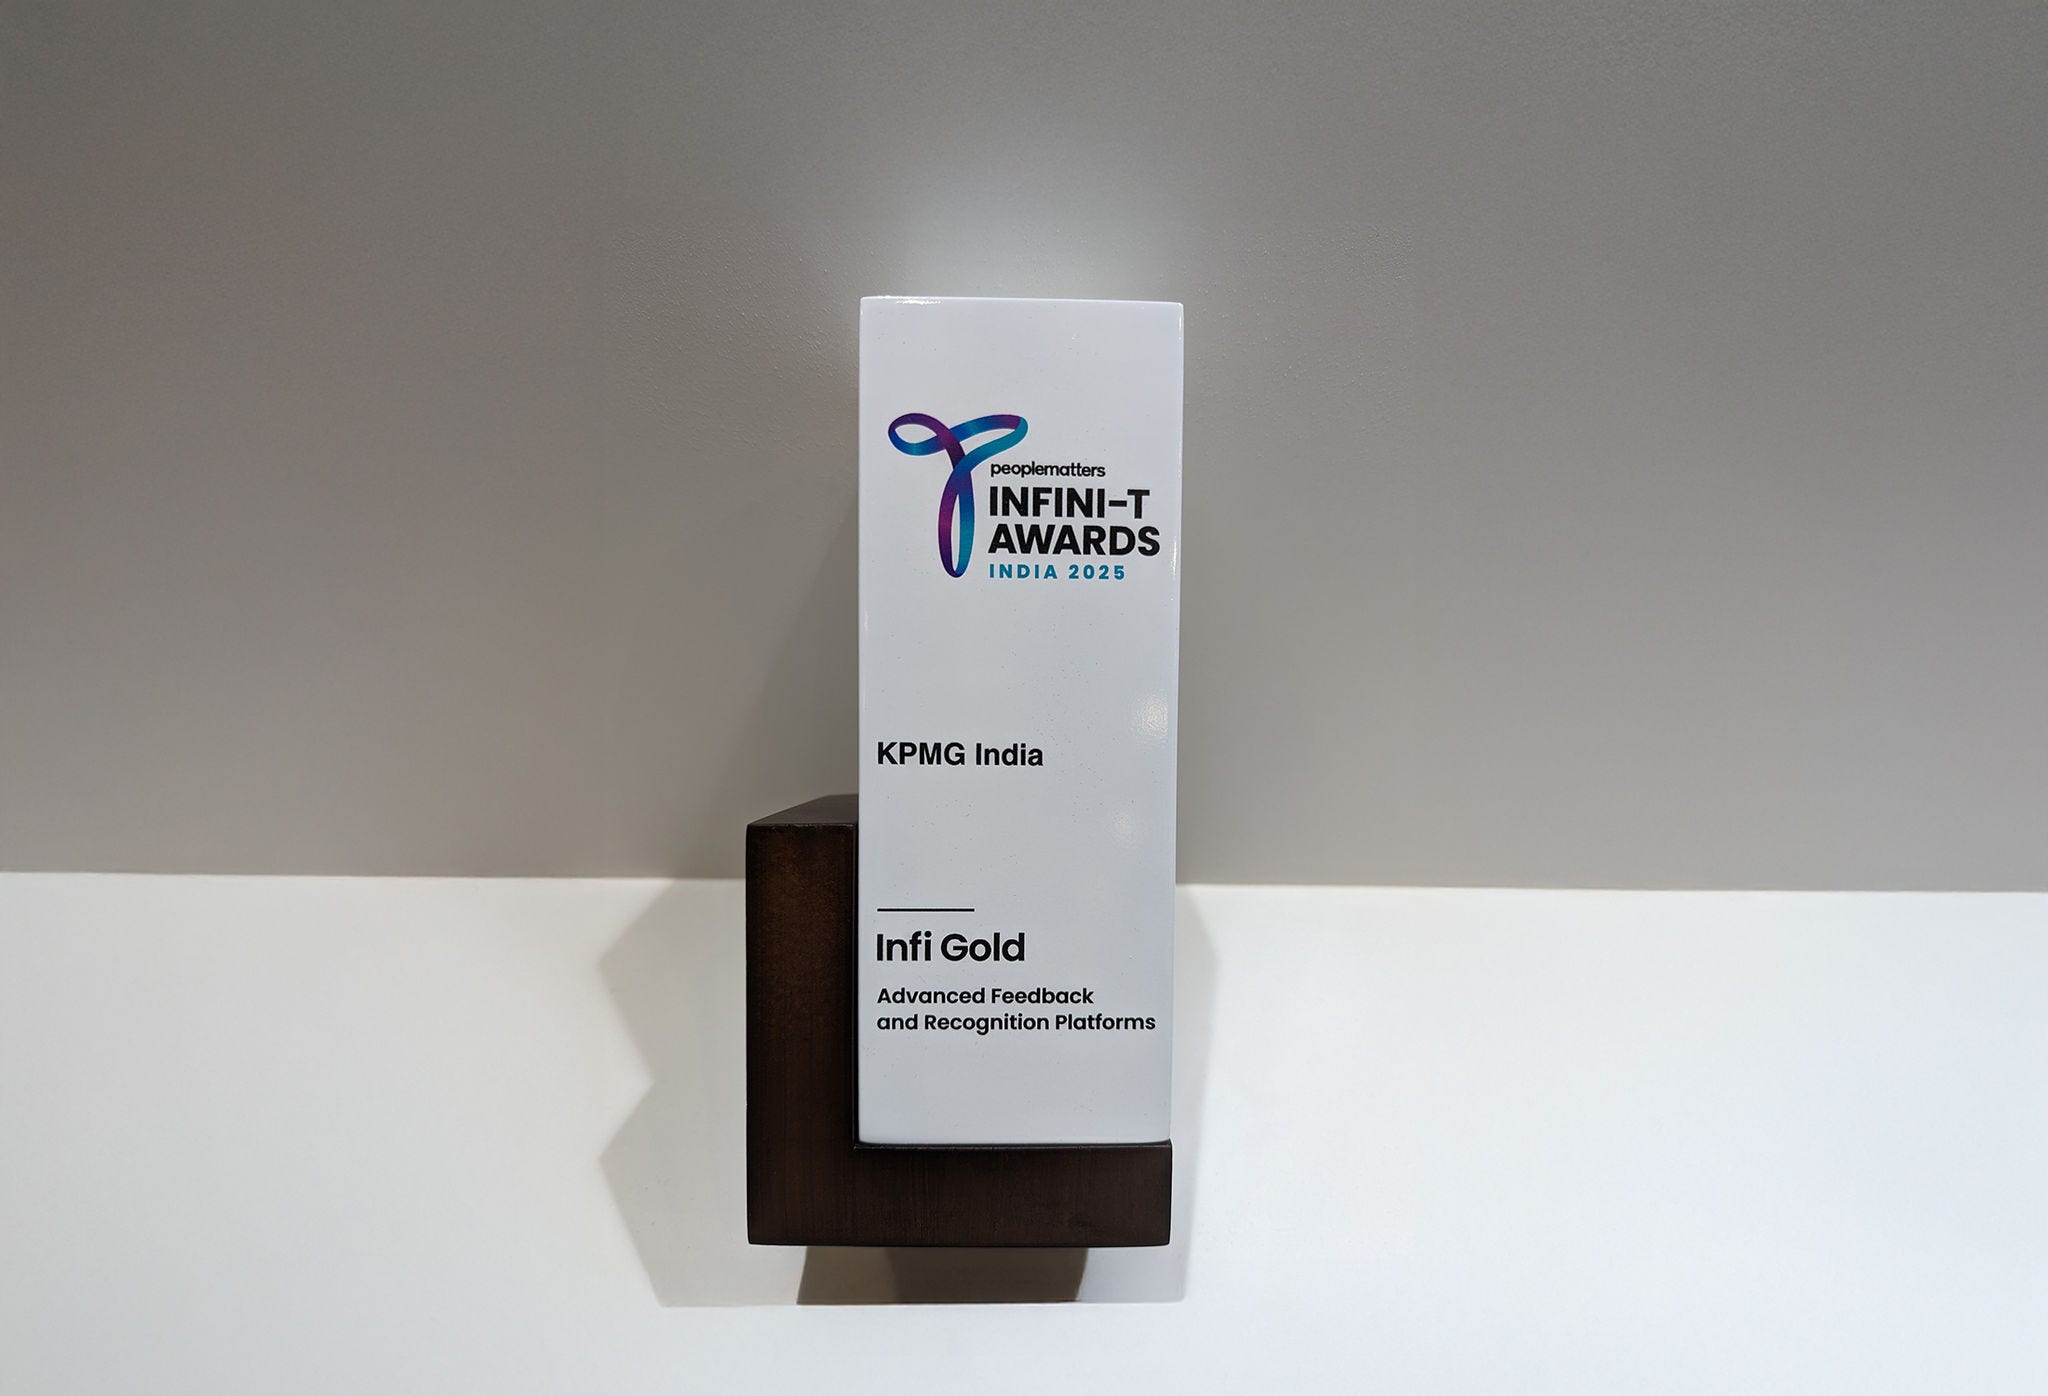 peoplematters
INFINI-T
AWARDS
INDIA 2025
KPMG India
Infi Gold
Advanced Feedback
and Recognition Platforms